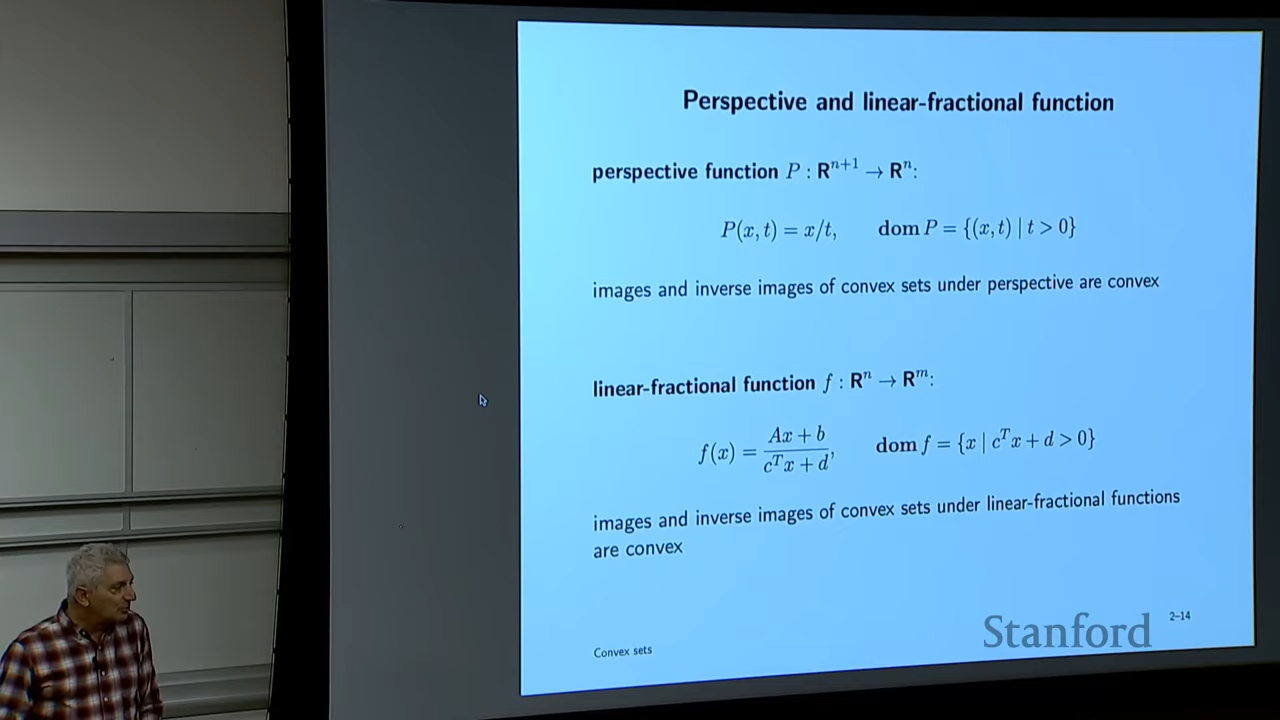 Perspective and linear-fractional function
perspective function P : R^{n+1} → R^n:
P(x, t) = x/t,    dom P = {(x, t) | t > 0}
images and inverse images of convex sets under perspective are convex
linear-fractional function f : R^n → R^m:
f(x) = \frac{Ax + b}{c^T x + d},    dom f = {x | c^T x + d > 0}
images and inverse images of convex sets under linear-fractional functions
are convex
Stanford
2–14
Convex sets